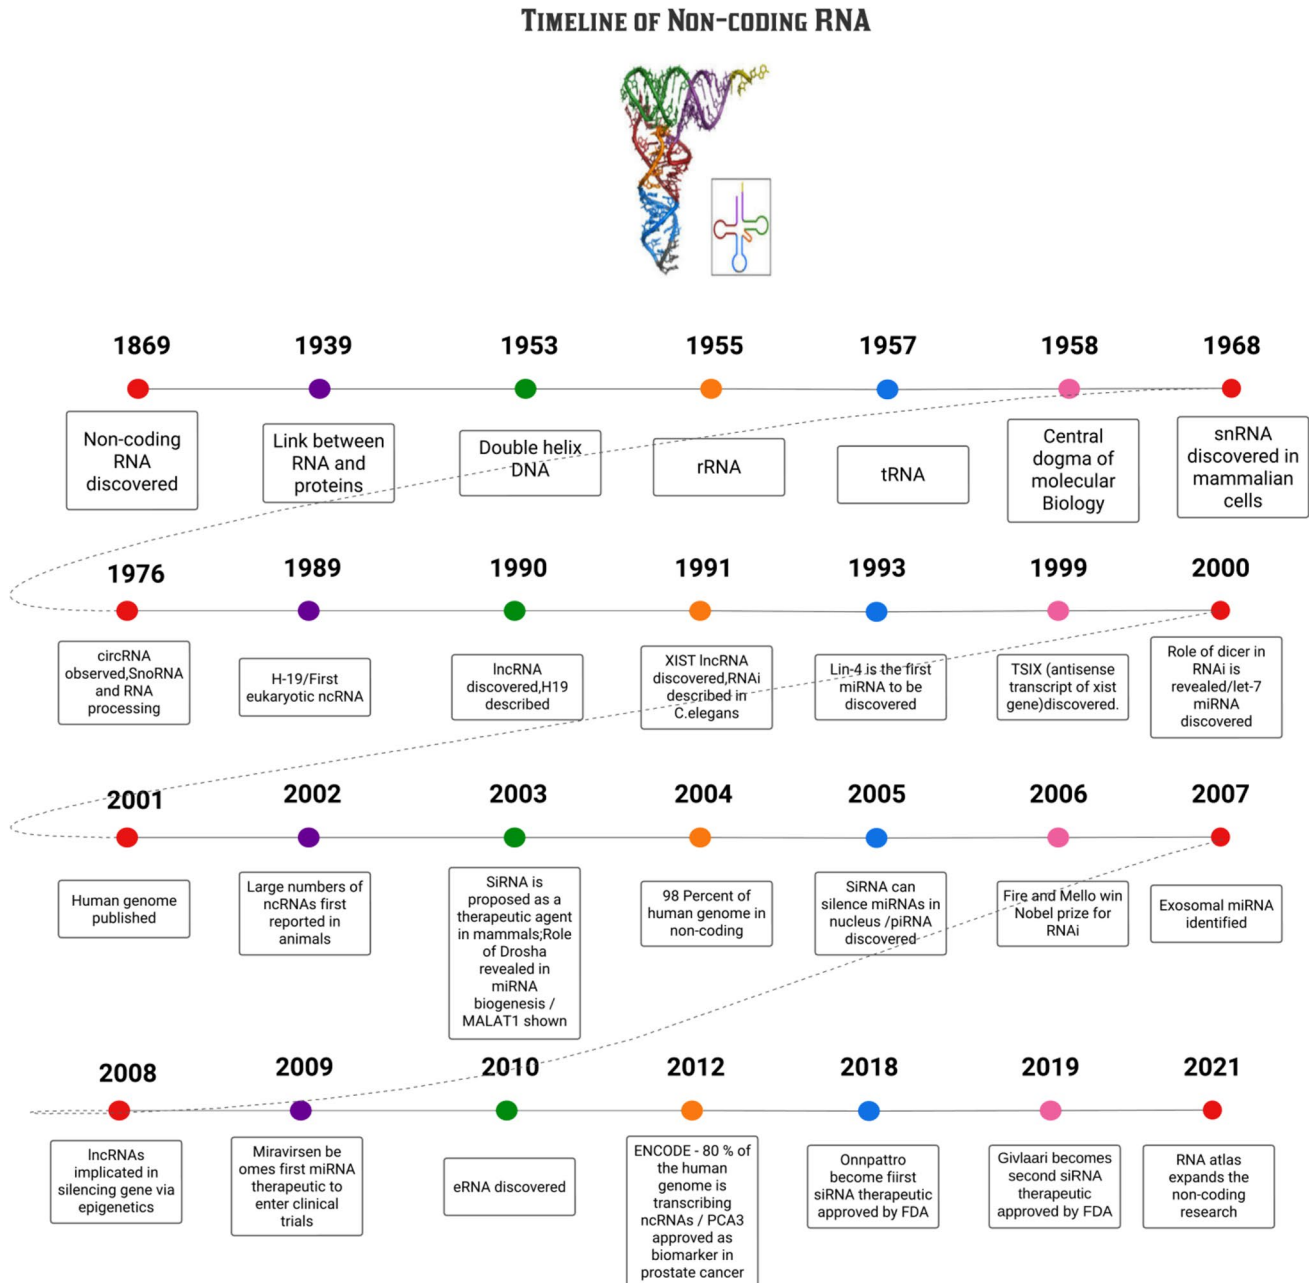 TIMELINE OF NON-CODING RNA
1869
1939
1953
1955
1957
1958
1968
Non-coding
RNA
discovered
Link between
RNA and
proteins
Double helix
DNA
rRNA
tRNA
Central
dogma of
molecular
Biology
snRNA
discovered in
mammalian
cells
1976
1989
1990
1991
1993
1999
2000
circRNA
observed,SnoRNA
and RNA
processing
H-19/First
eukaryotic ncRNA
lncRNA
discovered,H19
described
XIST lncRNA
discovered,RNAi
described in
C.elegans
Lin-4 is the first
miRNA to be
discovered
TSIX (antisense
transcript of xist
gene)discovered.
Role of dicer in
RNAi is
revealed/let-7
miRNA
discovered
2001
2002
2003
2004
2005
2006
2007
Human genome
published
Large numbers of
ncRNAs first
reported in
animals
SiRNA is
proposed as a
therapeutic agent
in mammals;Role
of Drosha
revealed in
miRNA
biogenesis /
MALAT1 shown
98 Percent of
human genome in
non-coding
SiRNA can
silence miRNAs in
nucleus /piRNA
discovered
Fire and Mello win
Nobel prize for
RNAi
Exosomal miRNA
identified
2008
2009
2010
2012
2018
2019
2021
lncRNAs
implicated in
silencing gene via
epigenetics
Miravirsen be
omes first miRNA
therapeutic to
enter clinical
trials
eRNA discovered
ENCODE - 80 % of
the human
genome is
transcribing
ncRNAs / PCA3
approved as
biomarker in
prostate cancer
Onnpattro
become fiirst
siRNA therapeutic
approved by FDA
Givlaari becomes
second siRNA
therapeutic
approved by FDA
RNA atlas
expands the
non-coding
research